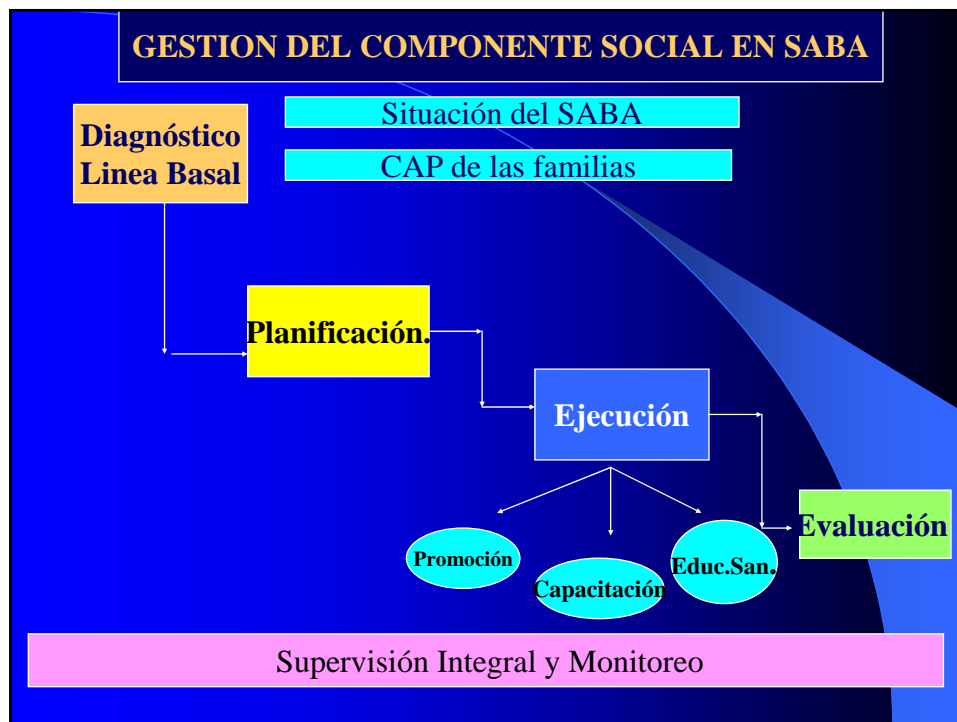 GESTION DEL COMPONENTE SOCIAL EN SABA
Diagnóstico
Linea Basal
Situación del SABA
CAP de las familias
Planificación.
Ejecución
Evaluación
Promoción
Capacitación
Educ.San.
Supervisión Integral y Monitoreo